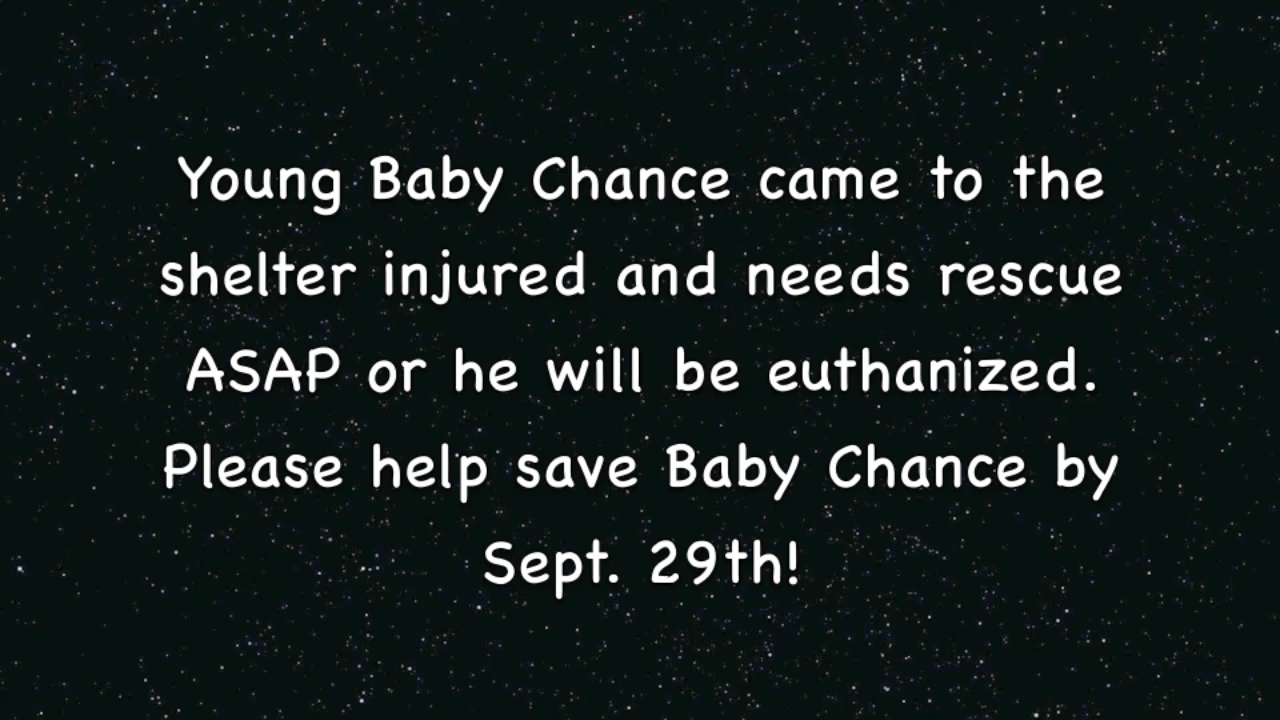 Young Baby Chance came to the
shelter injured and needs rescue
ASAP or he will be euthanized.
Please help save Baby Chance by
Sept. 29th!